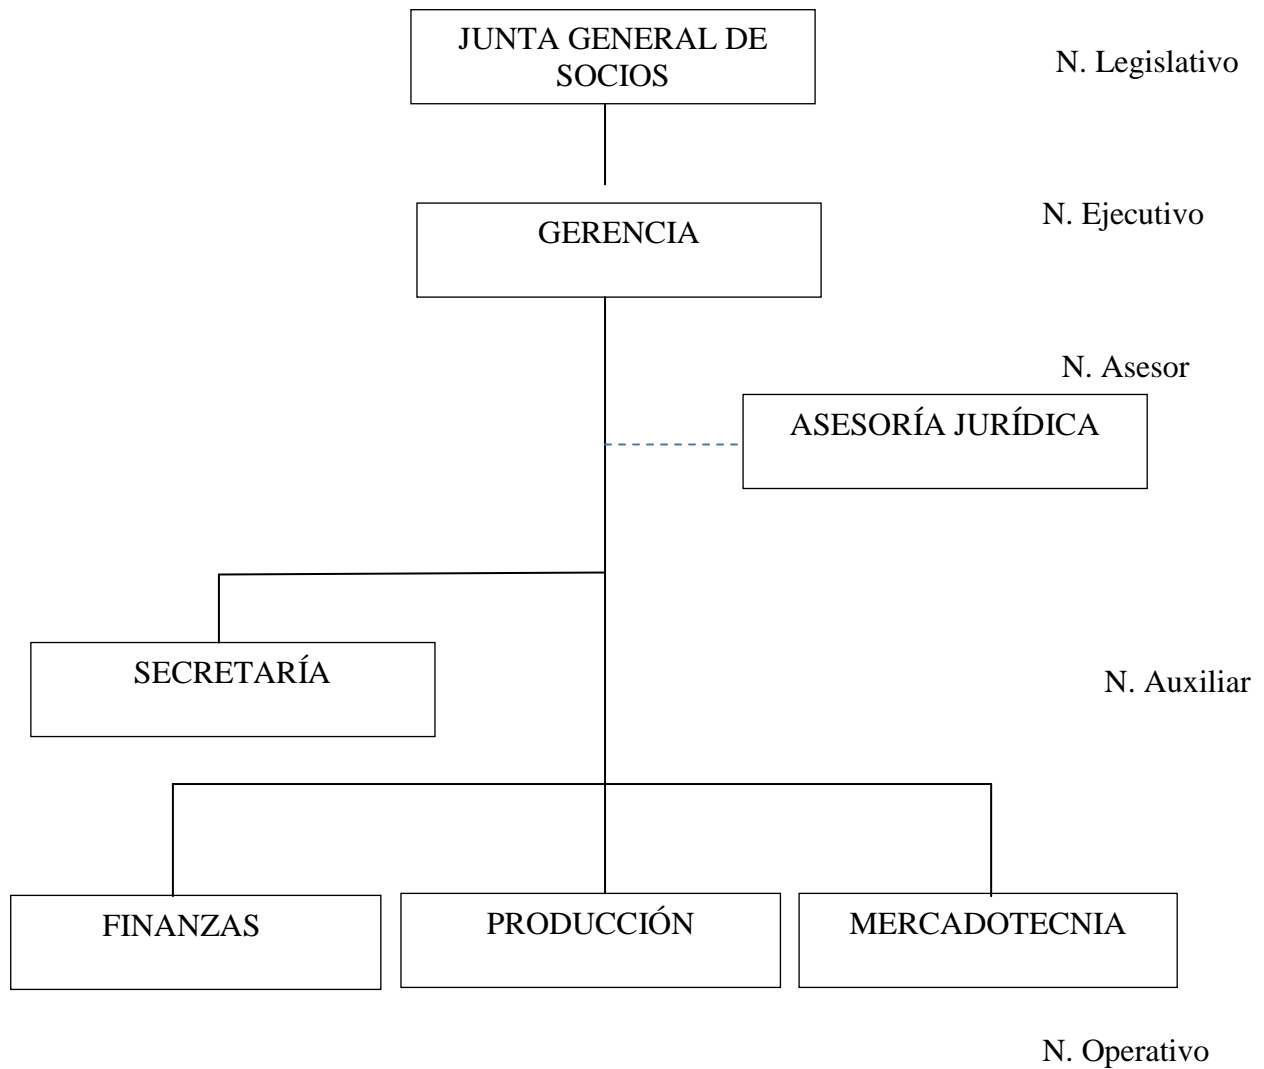 JUNTA GENERAL DE
SOCIOS
N. Legislativo
GERENCIA
N. Ejecutivo
N. Asesor
ASESORÍA JURÍDICA
SECRETARÍA
N. Auxiliar
FINANZAS
PRODUCCIÓN
MERCADOTECNIA
N. Operativo